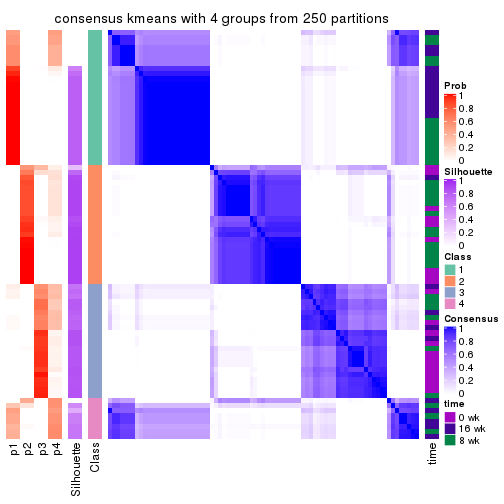 consensus kmeans with 4 groups from 250 partitions
Prob
1
0.8
0.6
0.4
0.2
0
Silhouette
1
0.8
0.6
0.4
0.2
0
Class
1
2
3
4
Consensus
1
0.8
0.6
0.4
0.2
0
time
0 wk
16 wk
8 wk
p1
p2
p3
p4
Silhouette
Class
time